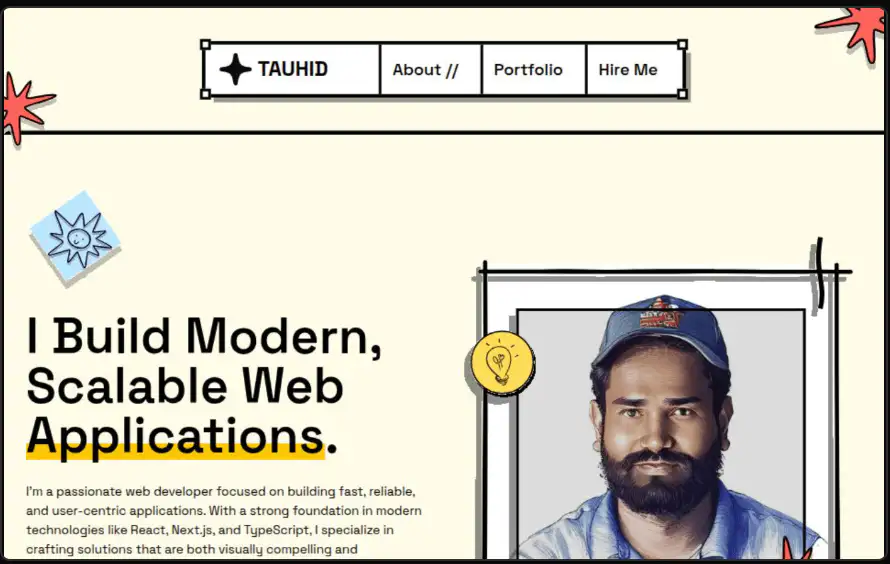 TAUHID
About //
Portfolio
Hire Me
I Build Modern,
Scalable Web
Applications.
I'm a passionate web developer focused on building fast, reliable,
and user-centric applications. With a strong foundation in modern
technologies like React, Next.js, and TypeScript, I specialize in
crafting solutions that are both visually compelling and